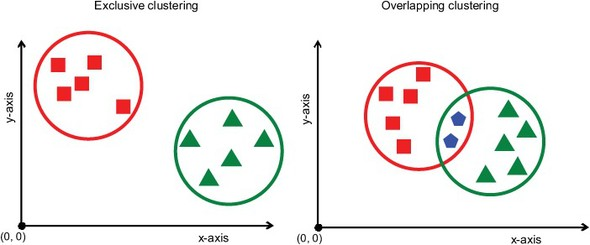 Exclusive clustering
Overlapping clustering
y-axis
y-axis
(0, 0)
x-axis
(0, 0)
x-axis